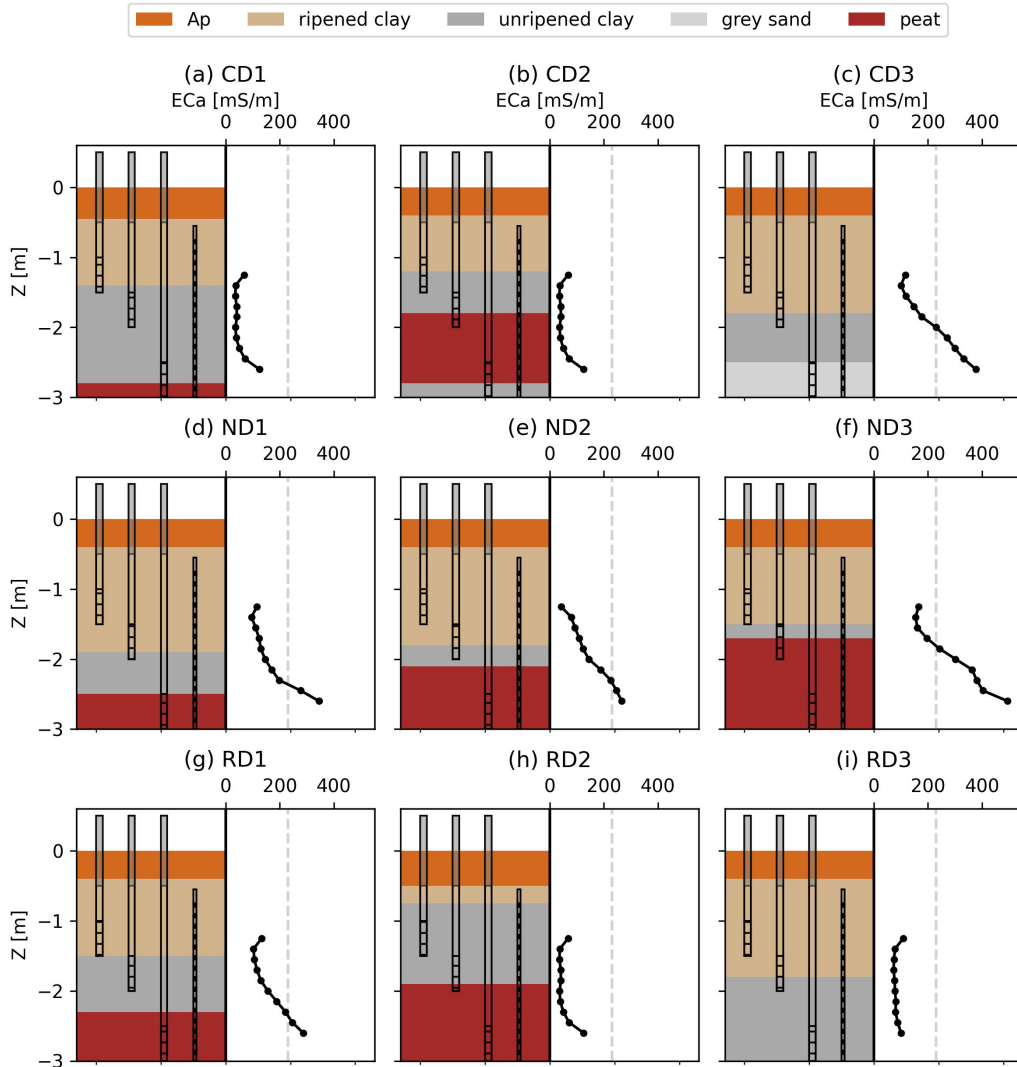 Ap ripened clay unripened clay grey sand peat
(a) CD1 (b) CD2 (c) CD3
ECa [mS/m] ECa [mS/m] ECa [mS/m]
0 200 400 0 200 400 0 200 400
0
−1
−2
−3
Z [m]
(d) ND1 (e) ND2 (f) ND3
0 200 400 0 200 400 0 200 400
0
−1
−2
−3
Z [m]
(g) RD1 (h) RD2 (i) RD3
0 200 400 0 200 400 0 200 400
0
−1
−2
−3
Z [m]